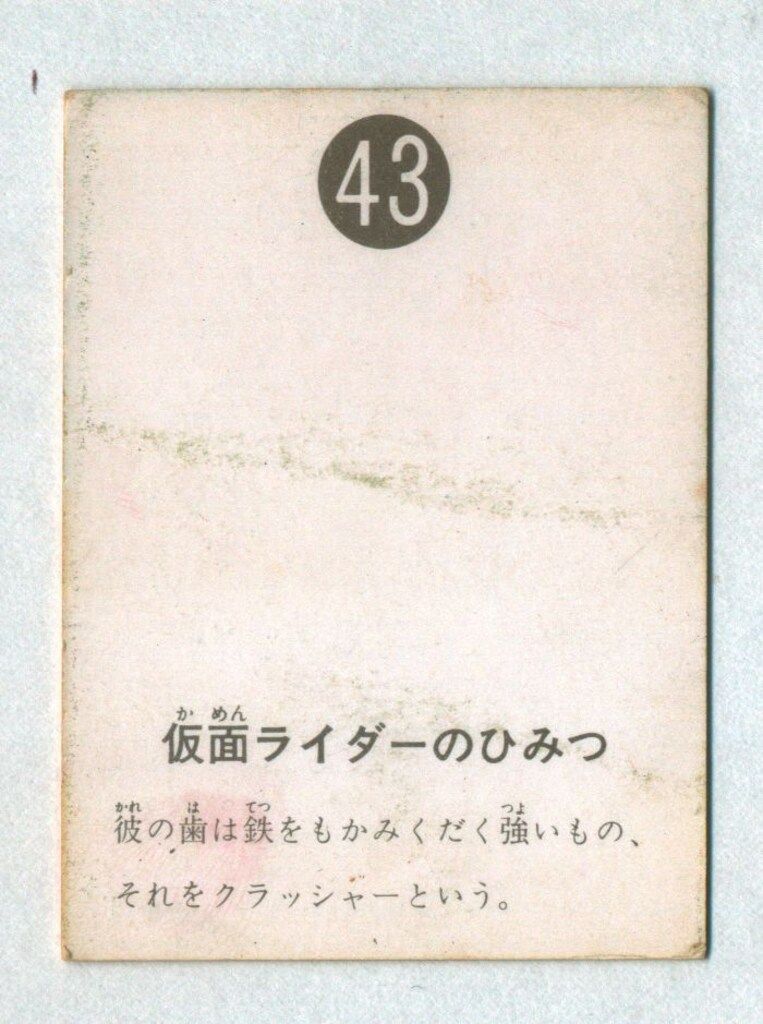 43
仮面ライダーのひみつ
彼の歯は鉄をもかみくだく強いもの、
それをクラッシャーという。